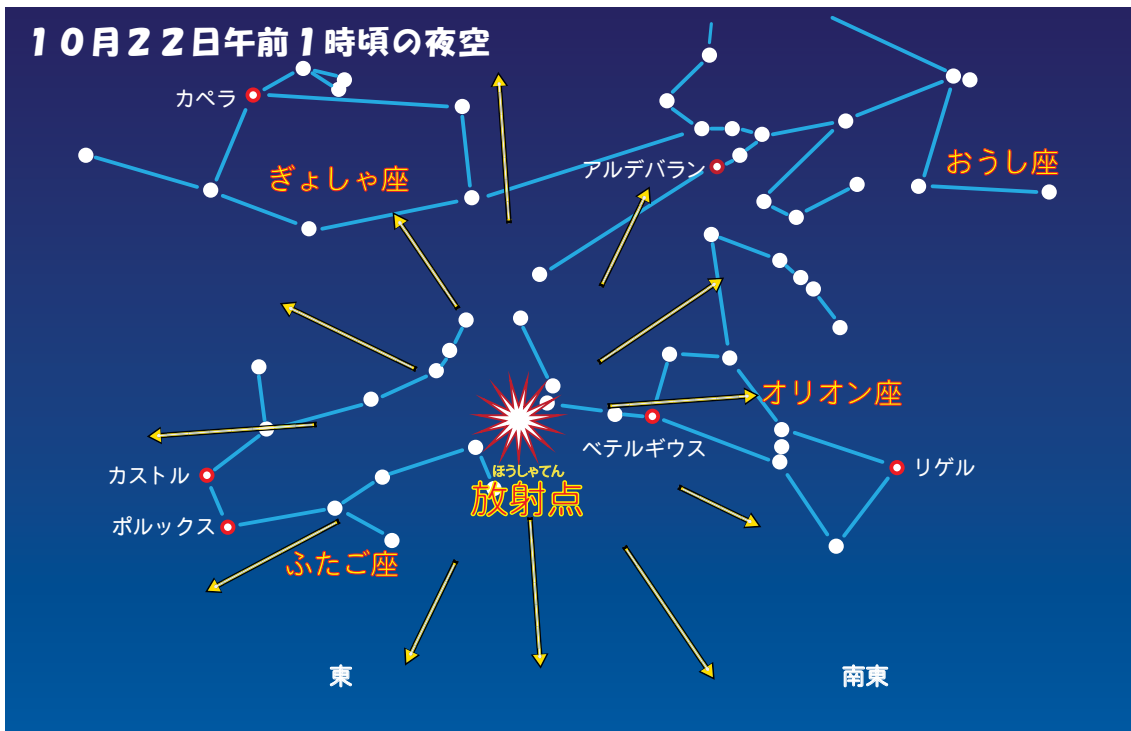 10月22日午前1時頃の夜空
カペラ
ぎょしゃ座
アルデバラン
おうし座
オリオン座
ベテルギウス
リゲル
カストル
ポルックス
ほうしゃてん
放射点
ふたご座
東
南東